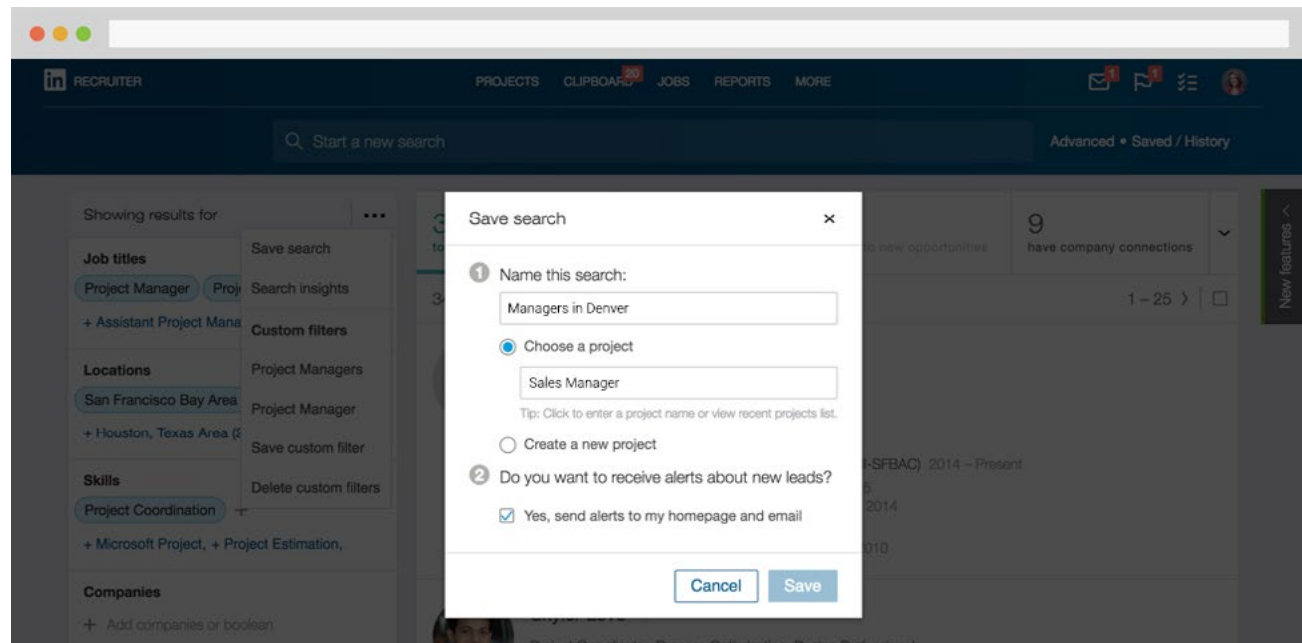 in RECRUITER
PROJECTS CLIPBOARD 20 JOBS REPORTS MORE
1 1
Start a new search
Advanced • Saved / History
Showing results for
Save search
Search insights
Custom filters
Project Managers
Project Manager
Save custom filter
Delete custom filters
Job titles
Project Manager
+ Assistant Project Mana
Locations
San Francisco Bay Area
+ Houston, Texas Area
Skills
Project Coordination +
+ Microsoft Project, + Project Estimation,
Companies
+ Add companies or boolean
Save search ×
1 Name this search:
Managers in Denver
Choose a project
Sales Manager
Tip: Click to enter a project name or view recent projects list.
Create a new project
2 Do you want to receive alerts about new leads?
Yes, send alerts to my homepage and email
Cancel Save
new opportunities
9
have company connections
1 – 25
New features
-SFBAC) 2014 – Present
2014